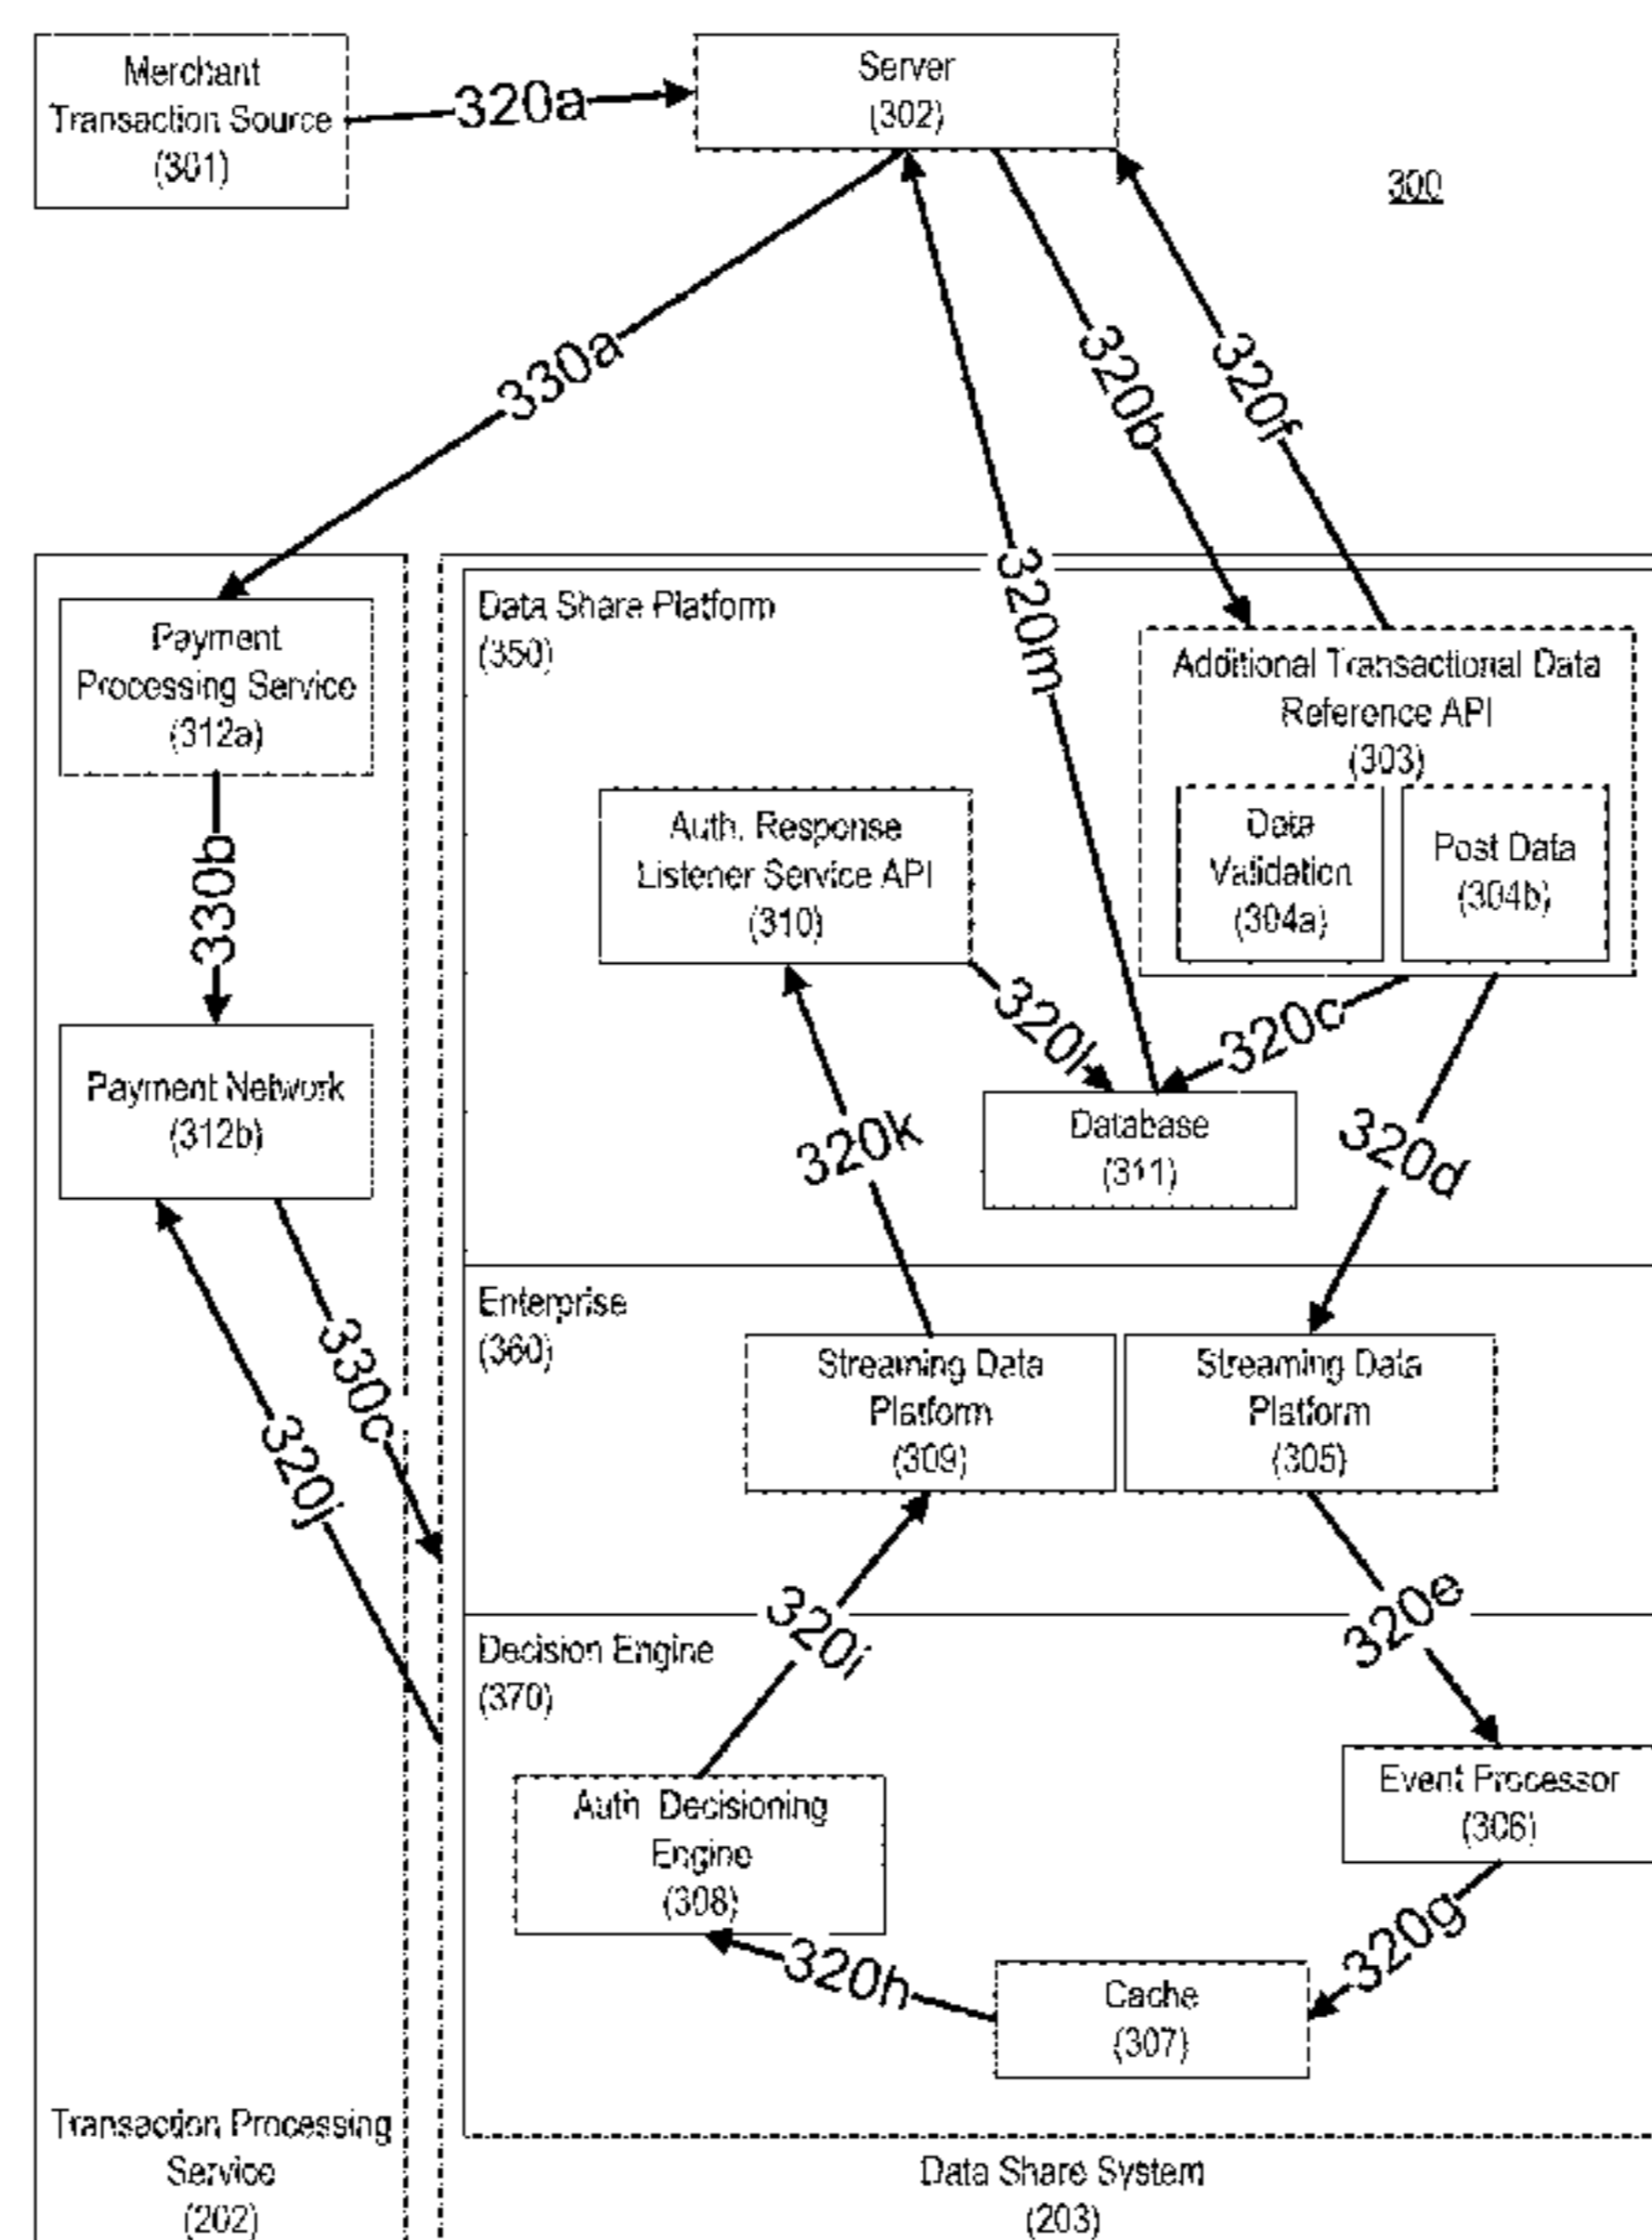 Merchant
Transaction Source
(301)
320a
Server
(302)
300
330a
320b
320f
320m
Payment
Processing Service
(312a)
330b
Payment Network
(312b)
330c
320j
Transaction Processing
Service
(202)
Data Share Platform
(350)
Additional Transactional Data
Reference API
(303)
Data
Validation
(304a)
Post Data
(304b)
Auth. Response
Listener Service API
(310)
320l
320c
Database
(311)
320k
320d
Enterprise
(360)
Streaming Data
Platform
(309)
Streaming Data
Platform
(305)
320i
320e
Decision Engine
(370)
Auth. Decisioning
Engine
(308)
Event Processor
(306)
320h
320g
Cache
(307)
Data Share System
(203)